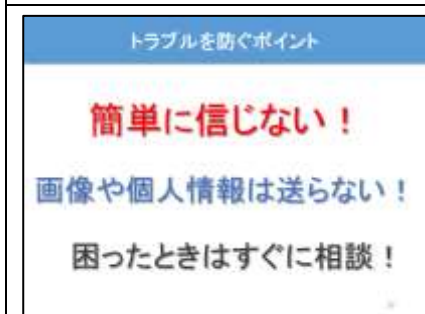 トラブルを防ぐポイント
簡単に信じない！
画像や個人情報は送らない！
困ったときはすぐに相談！